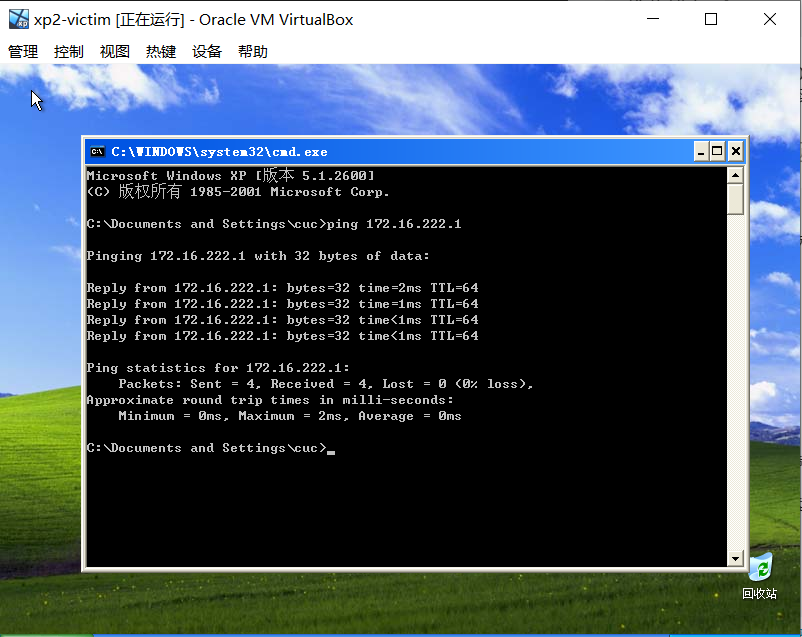 xp2-victim [正在运行] - Oracle VM VirtualBox
管理 控制 视图 热键 设备 帮助
C:\WINDOWS\system32\cmd.exe
Microsoft Windows XP [版本 5.1.2600]
(C) 版权所有 1985-2001 Microsoft Corp.
C:\Documents and Settings\cuc>ping 172.16.222.1
Pinging 172.16.222.1 with 32 bytes of data:
Reply from 172.16.222.1: bytes=32 time=2ms TTL=64
Reply from 172.16.222.1: bytes=32 time=1ms TTL=64
Reply from 172.16.222.1: bytes=32 time<1ms TTL=64
Reply from 172.16.222.1: bytes=32 time<1ms TTL=64
Ping statistics for 172.16.222.1:
Packets: Sent = 4, Received = 4, Lost = 0 (0% loss),
Approximate round trip times in milli-seconds:
Minimum = 0ms, Maximum = 2ms, Average = 0ms
C:\Documents and Settings\cuc>
回收站